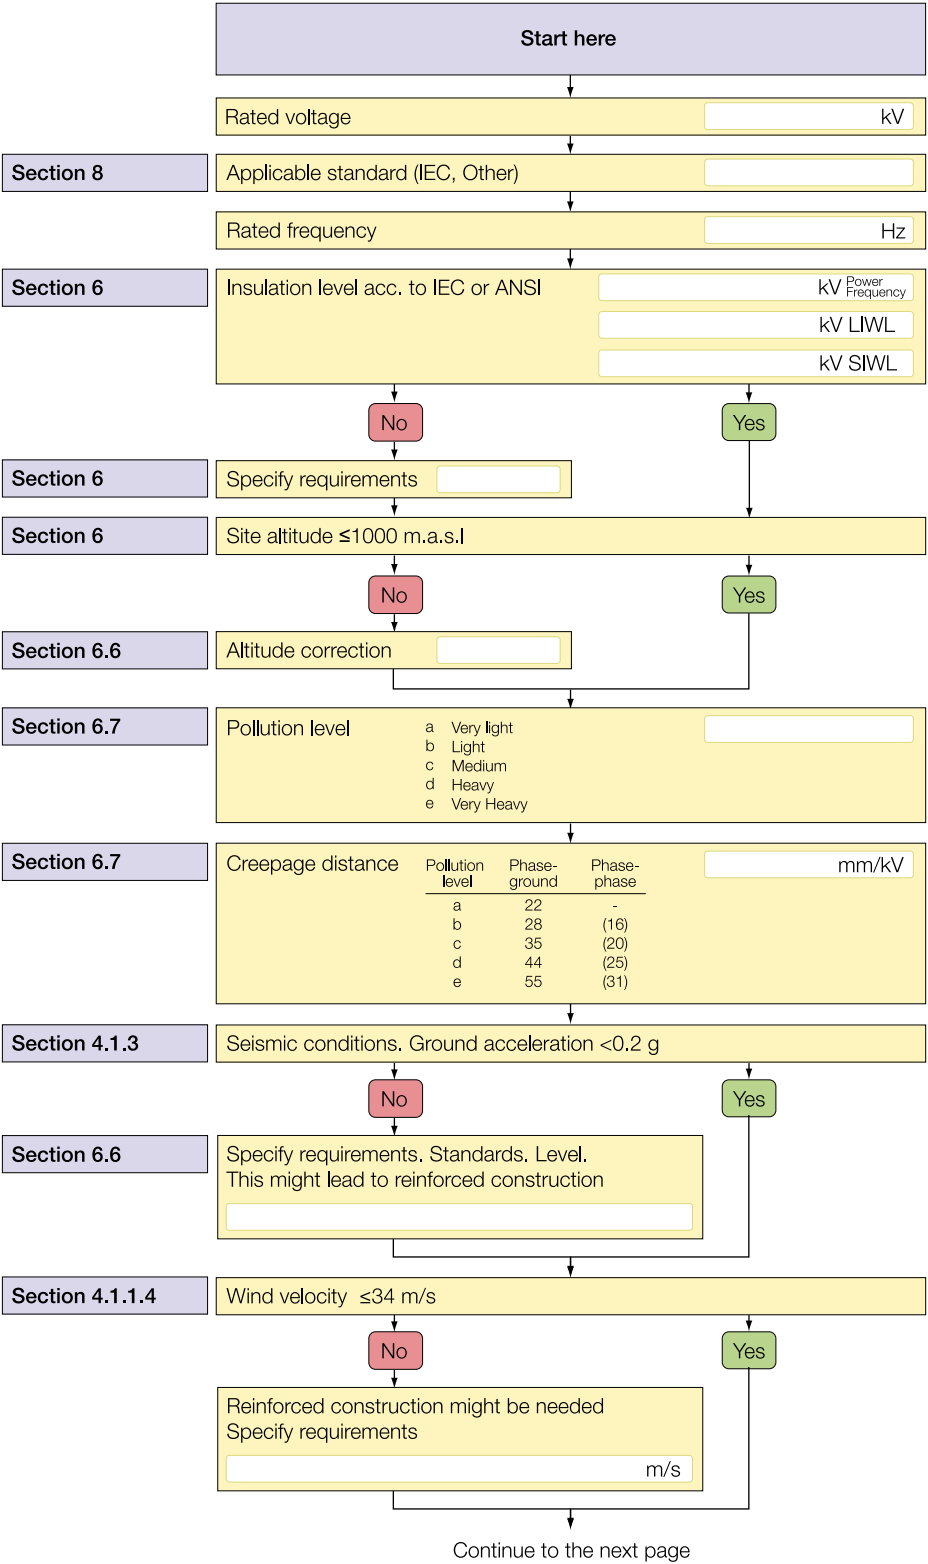 Start here
Rated voltage
kV
Section 8
Applicable standard (IEC, Other)
Rated frequency
Hz
Section 6
Insulation level acc. to IEC or ANSI
kV Power Frequency
kV LIWL
kV SIWL
No
Yes
Section 6
Specify requirements
Section 6
Site altitude ≤1000 m.a.s.l
No
Yes
Section 6.6
Altitude correction
Section 6.7
Pollution level
a Very light
b Light
c Medium
d Heavy
e Very Heavy
Section 6.7
Creepage distance
Pollution level
Phase-ground
Phase-phase
mm/kV
a 22 -
b 28 (16)
c 35 (20)
d 44 (25)
e 55 (31)
Section 4.1.3
Seismic conditions. Ground acceleration <0.2 g
No
Yes
Section 6.6
Specify requirements. Standards. Level.
This might lead to reinforced construction
Section 4.1.1.4
Wind velocity ≤34 m/s
No
Yes
Reinforced construction might be needed
Specify requirements
m/s
Continue to the next page